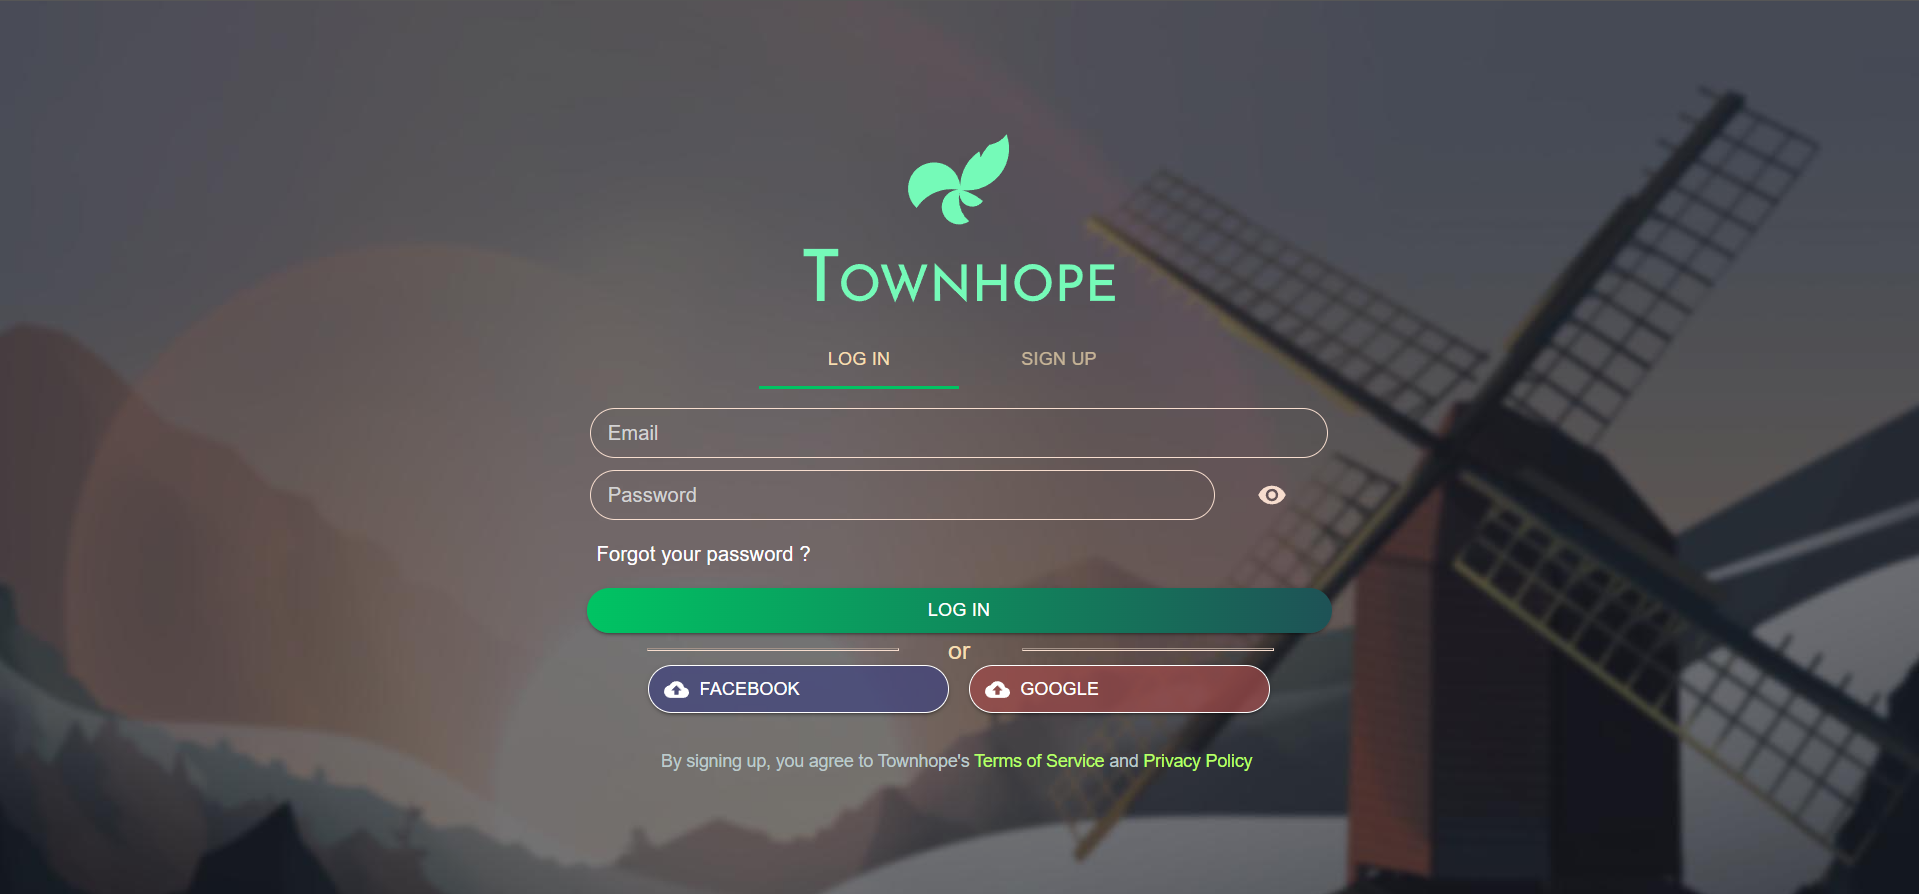 TOWNHOPE
LOG IN SIGN UP
Email
Password
Forgot your password ?
LOG IN
or
FACEBOOK GOOGLE
By signing up, you agree to Townhope's Terms of Service and Privacy Policy